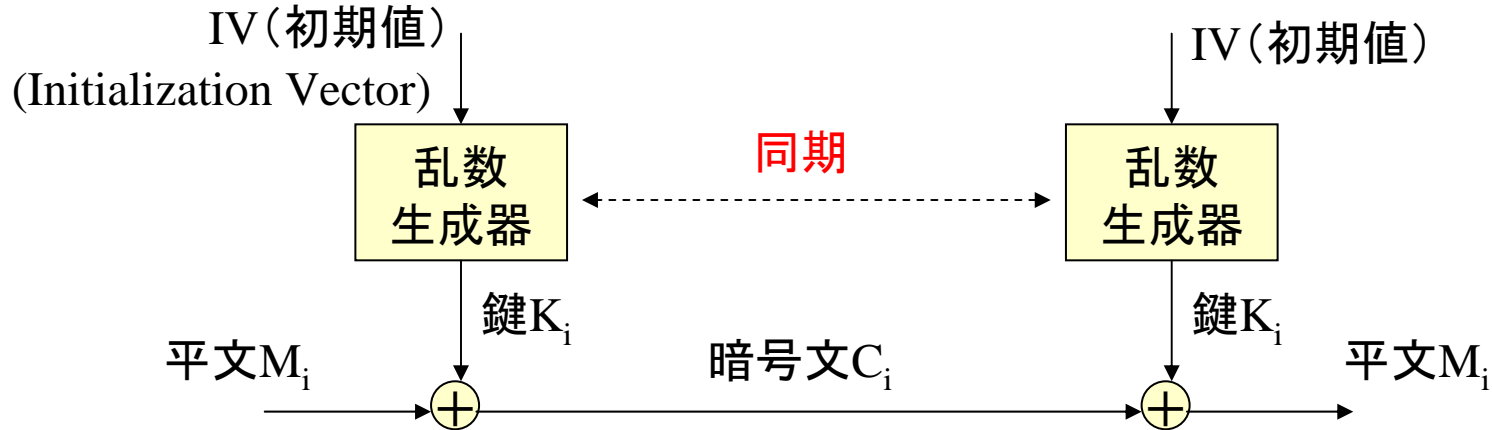 IV(初期値)
(Initialization Vector)
IV(初期値)
乱数
生成器
同期
乱数
生成器
鍵Ki
鍵Ki
平文Mi
暗号文Ci
平文Mi